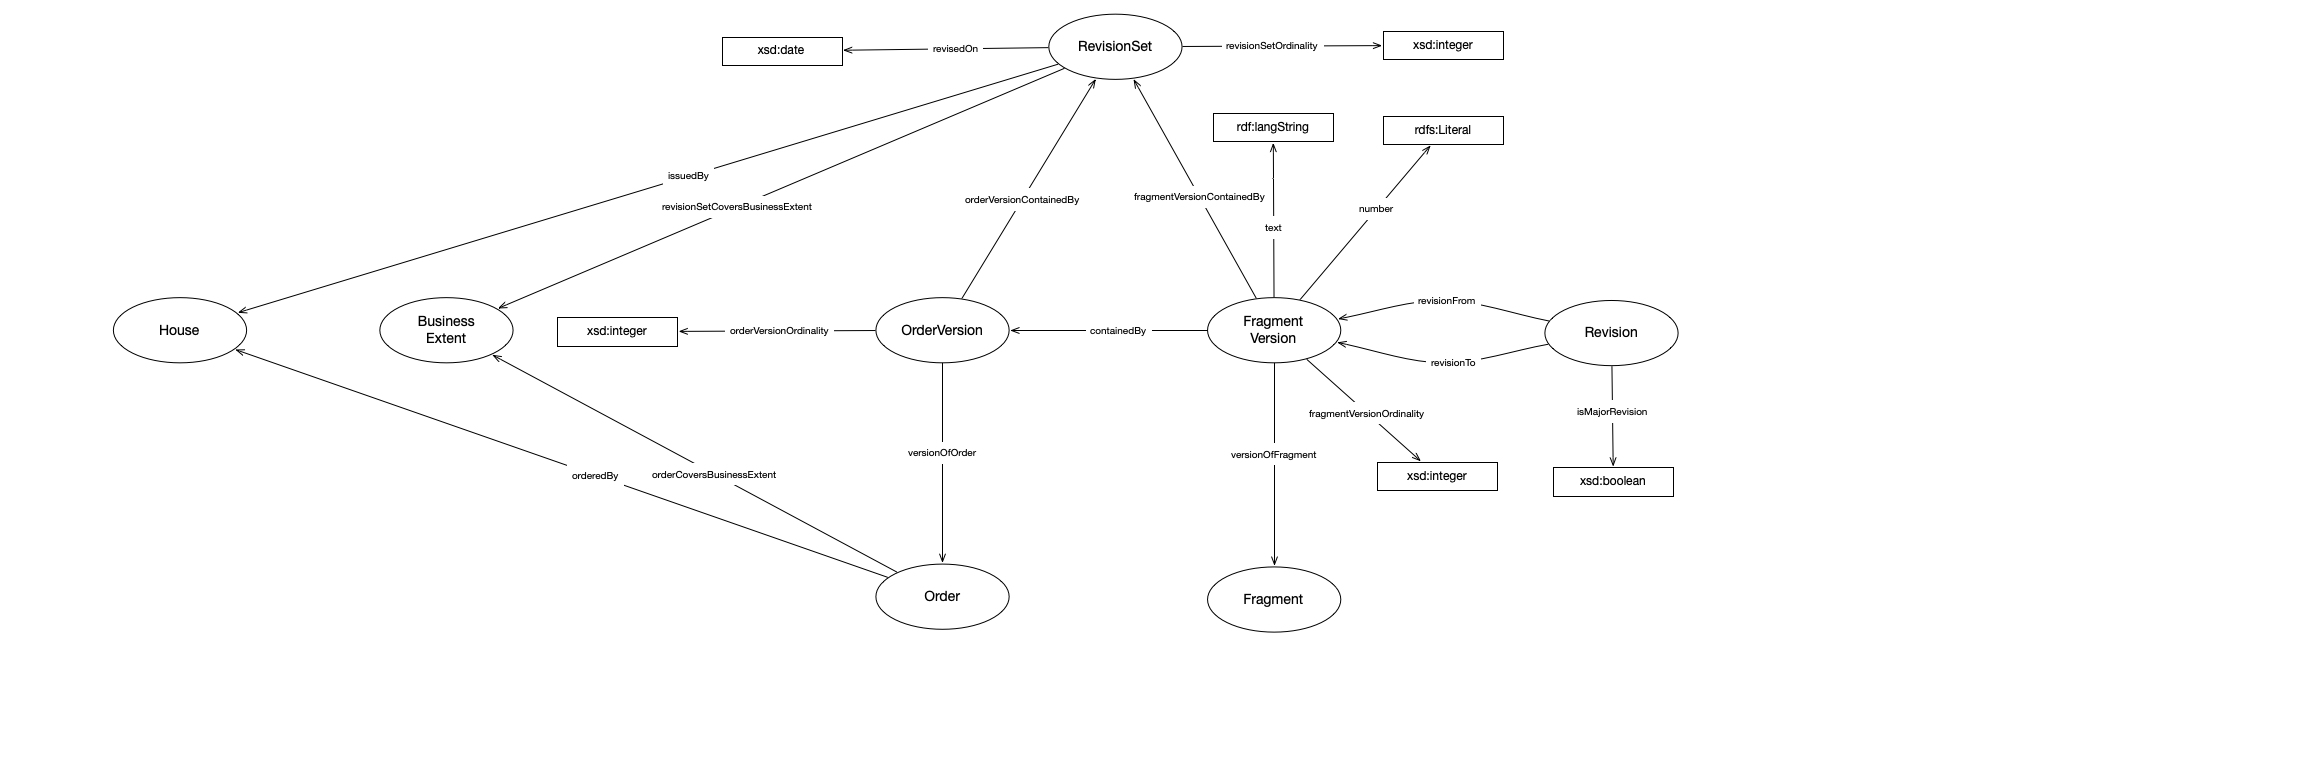 RevisionSet
xsd:date
revisedOn
revisionSetOrdinality
xsd:integer
rdf:langString
rdfs:Literal
issuedBy
revisionSetCoversBusinessExtent
orderVersionContainedBy
fragmentVersionContainedBy
number
text
House
Business
Extent
xsd:integer
orderVersionOrdinality
OrderVersion
containedBy
Fragment
Version
revisionFrom
revisionTo
Revision
fragmentVersionOrdinality
isMajorRevision
versionOfOrder
versionOfFragment
orderedBy
orderCoversBusinessExtent
xsd:integer
xsd:boolean
Order
Fragment